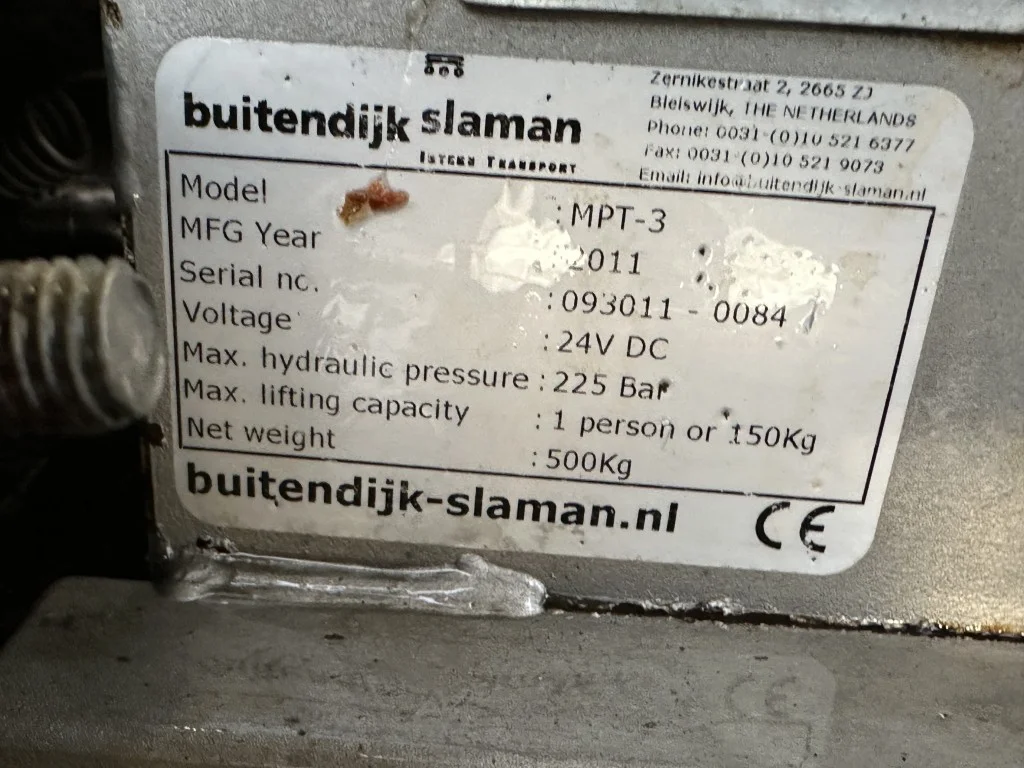 buitendijk slaman
INTERN TRANSPORT
Zernikestraat 2, 2665 ZJ
Bleiswijk, THE NETHERLANDS
Phone: 0031-(0)10 521 6377
Fax: 0031-(0)10 521 9073
Email: info@buitendijk-slaman.nl
Model : MPT-3
MFG Year : 2011
Serial no. : 093011 - 0084
Voltage : 24V DC
Max. hydraulic pressure : 225 Bar
Max. lifting capacity : 1 person or 150Kg
Net weight : 500Kg
buitendijk-slaman.nl
CE